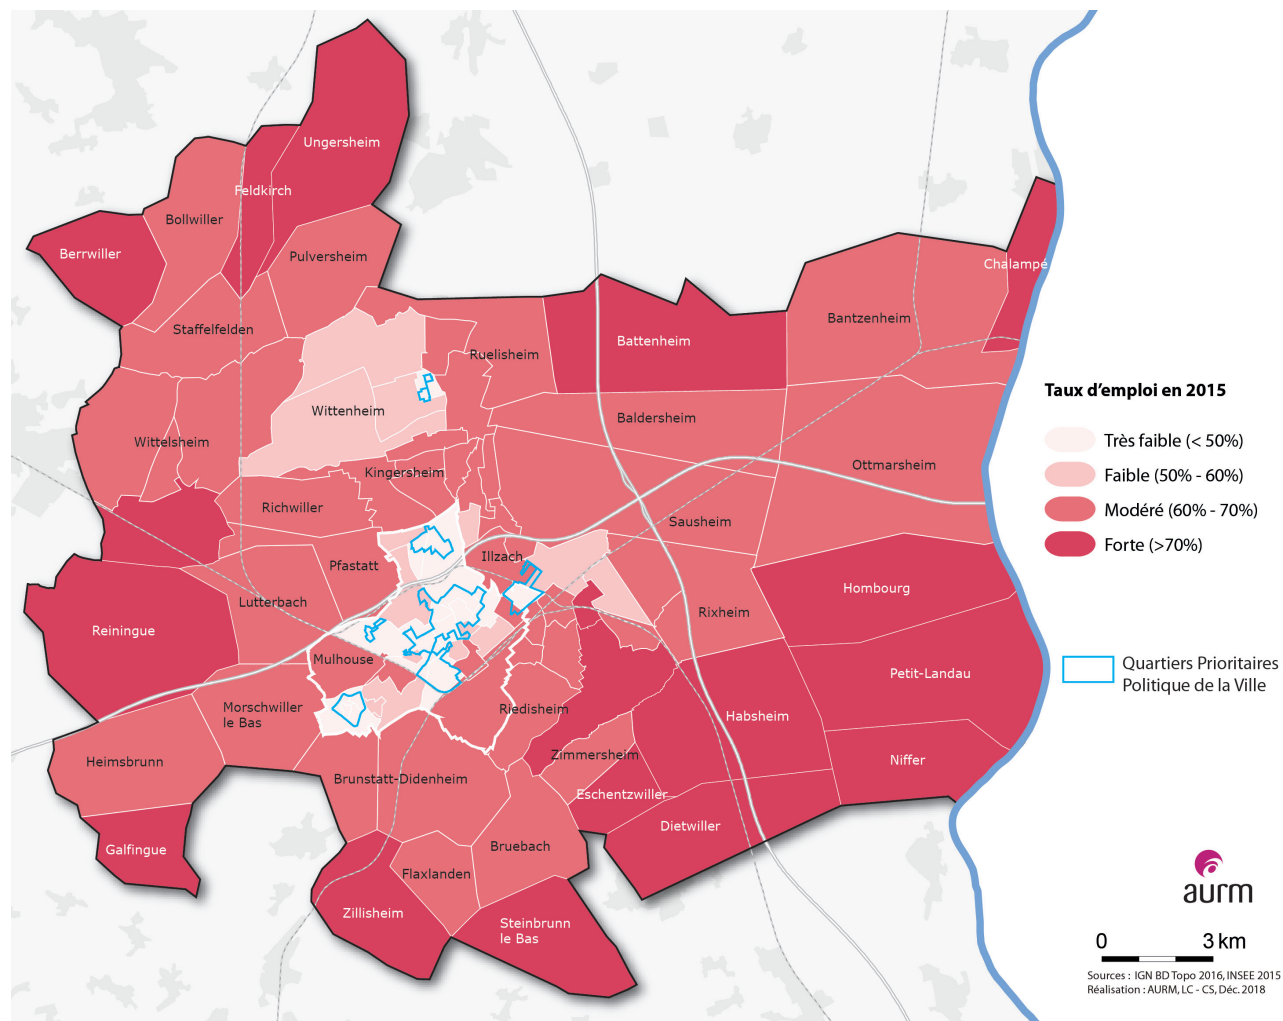 Ungersheim
Feldkirch
Bollwiller
Berrwiller
Pulversheim
Chalampé
Staffelfelden
Bantzenheim
Battenheim
Ruelisheim
Wittenheim
Baldersheim
Wittelsheim
Kingersheim
Ottmarsheim
Richwiller
Sausheim
Illzach
Pfastatt
Hombourg
Lutterbach
Rixheim
Reiningue
Mulhouse
Petit-Landau
Morschwiller
le Bas
Riedisheim
Habsheim
Zimmersheim
Niffer
Heimsbrunn
Brunstatt-Didenheim
Eschentzwiller
Dietwiller
Bruebach
Galfingue
Flaxlanden
Zillisheim
Steinbrunn
le Bas
Taux d’emploi en 2015
Très faible (< 50%)
Faible (50% - 60%)
Modéré (60% - 70%)
Forte (>70%)
Quartiers Prioritaires
Politique de la Ville
aurm
0 3 km
Sources : IGN BD Topo 2016, INSEE 2015
Réalisation : AURM, LC - CS, Déc. 2018